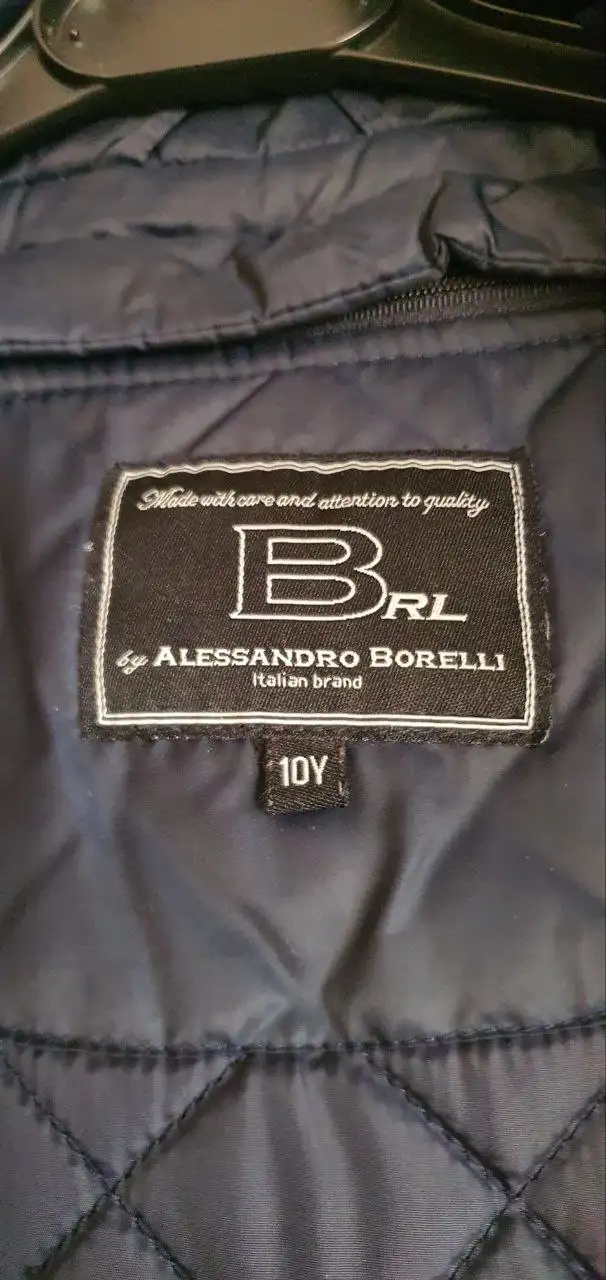 Made with care and attention to quality
BRL
by ALESSANDRO BORELLI
Italian brand
10Y